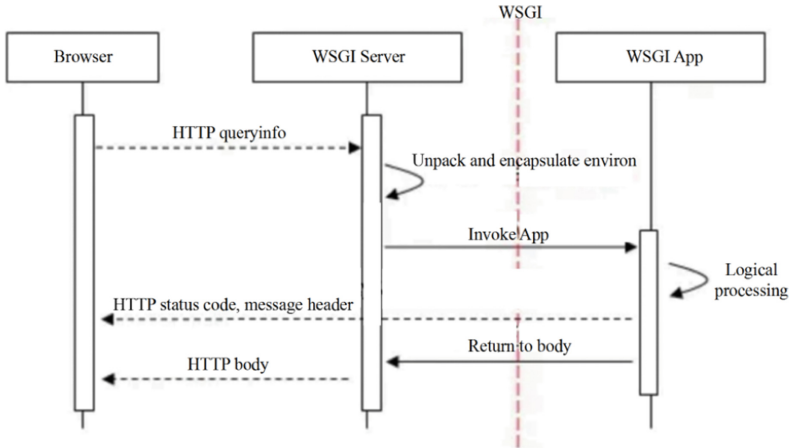 WSGI
Browser
WSGI Server
WSGI App
HTTP queryinfo
Unpack and encapsulate environ
Invoke App
Logical
processing
HTTP status code, message header
Return to body
HTTP body